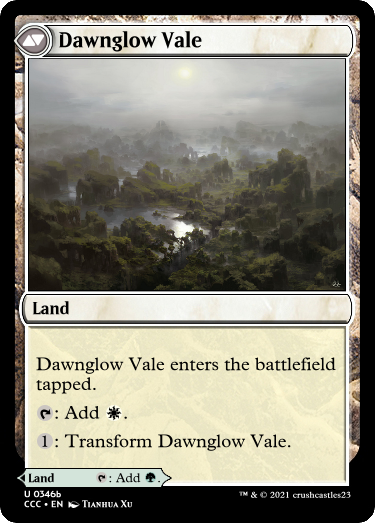 Dawnglow Vale
Land
Dawnglow Vale enters the battlefield
tapped.
: Add .
1: Transform Dawnglow Vale.
Land : Add .
U 0346b
CCC • EN Tianhua Xu
™ & © 2021 crushcastles23